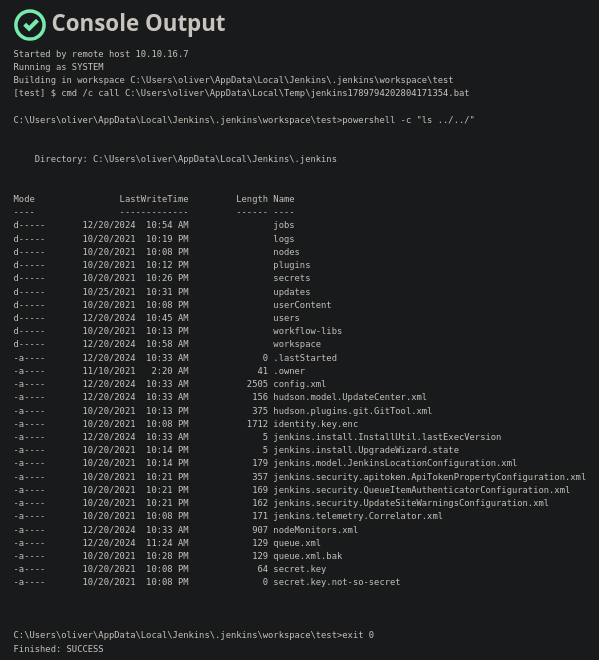 Console Output
Started by remote host 10.10.16.7
Running as SYSTEM
Building in workspace C:\Users\oliver\AppData\Local\Jenkins\.jenkins\workspace\test
[test] $ cmd /c call C:\Users\oliver\AppData\Local\Temp\jenkins1789794202804171354.bat
C:\Users\oliver\AppData\Local\Jenkins\.jenkins\workspace\test>powershell -c "ls ../../"
    Directory: C:\Users\oliver\AppData\Local\Jenkins\.jenkins
Mode                LastWriteTime         Length Name
----                -------------         ------ ----
d-----       12/20/2024  10:54 AM                jobs
d-----       10/20/2021  10:19 PM                logs
d-----       10/20/2021  10:08 PM                nodes
d-----       10/20/2021  10:12 PM                plugins
d-----       10/20/2021  10:26 PM                secrets
d-----       10/25/2021  10:31 PM                updates
d-----       10/20/2021  10:08 PM                userContent
d-----       12/20/2024  10:45 AM                users
d-----       10/20/2021  10:13 PM                workflow-libs
d-----       12/20/2024  10:58 AM                workspace
-a----       12/20/2024  10:33 AM              0 .lastStarted
-a----       11/10/2021   2:20 AM             41 .owner
-a----       12/20/2024  10:33 AM           2505 config.xml
-a----       12/20/2024  10:33 AM            156 hudson.model.UpdateCenter.xml
-a----       10/20/2021  10:13 PM            375 hudson.plugins.git.GitTool.xml
-a----       10/20/2021  10:08 PM           1712 identity.key.enc
-a----       12/20/2024  10:33 AM              5 jenkins.install.InstallUtil.lastExecVersion
-a----       10/20/2021  10:14 PM              5 jenkins.install.UpgradeWizard.state
-a----       10/20/2021  10:14 PM            179 jenkins.model.JenkinsLocationConfiguration.xml
-a----       10/20/2021  10:21 PM            357 jenkins.security.apitoken.ApiTokenPropertyConfiguration.xml
-a----       10/20/2021  10:21 PM            169 jenkins.security.QueueItemAuthenticatorConfiguration.xml
-a----       10/20/2021  10:21 PM            162 jenkins.security.UpdateSiteWarningsConfiguration.xml
-a----       10/20/2021  10:08 PM            171 jenkins.telemetry.Correlator.xml
-a----       12/20/2024  10:33 AM            907 nodeMonitors.xml
-a----       12/20/2024  11:24 AM            129 queue.xml
-a----       10/20/2021  10:28 PM            129 queue.xml.bak
-a----       10/20/2021  10:08 PM             64 secret.key
-a----       10/20/2021  10:08 PM              0 secret.key.not-so-secret
C:\Users\oliver\AppData\Local\Jenkins\.jenkins\workspace\test>exit 0
Finished: SUCCESS